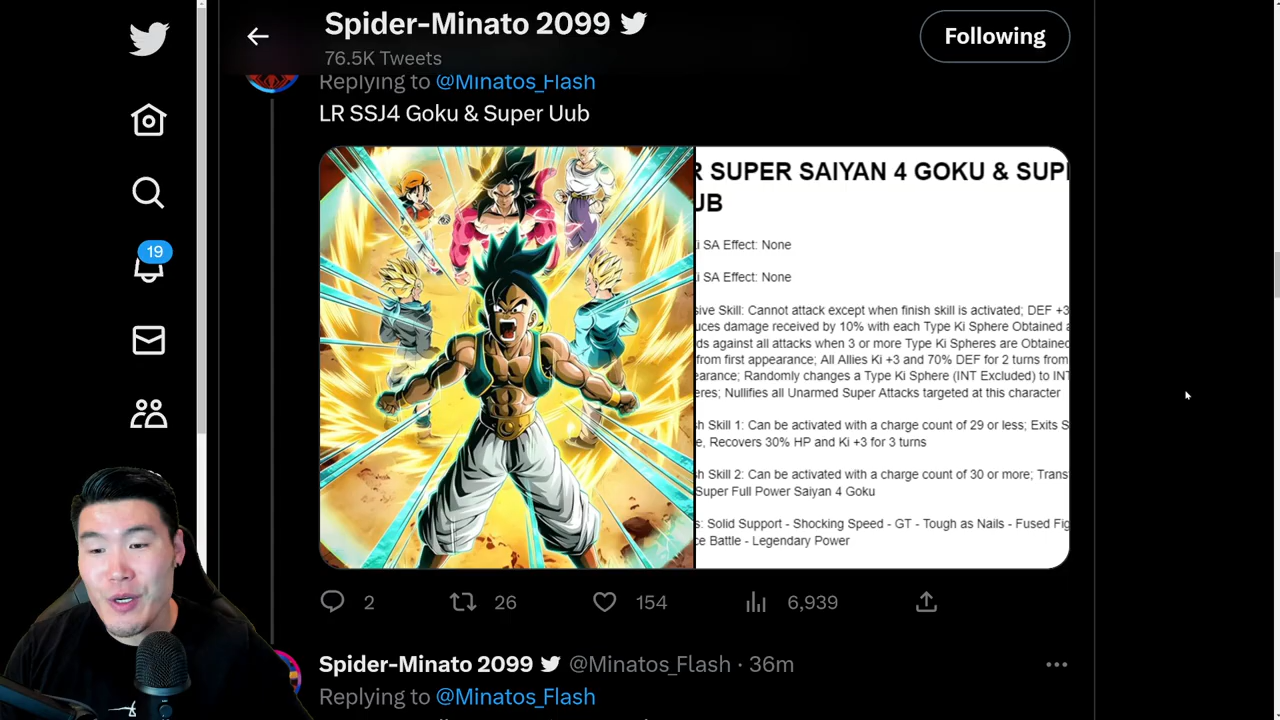 Spider-Minato 2099
76.5K Tweets
Following
Replying to @Minatos_Flash
LR SSJ4 Goku & Super Uub
R SUPER SAIYAN 4 GOKU & SUP
UB
i SA Effect: None
i SA Effect: None
sive Skill: Cannot attack except when finish skill is activated; DEF +3
uces damage received by 10% with each Type Ki Sphere Obtained a
ds against all attacks when 3 or more Type Ki Spheres are Obtained
from first appearance; All Allies Ki +3 and 70% DEF for 2 turns from
earance; Randomly changes a Type Ki Sphere (INT Excluded) to INT
eres; Nullifies all Unarmed Super Attacks targeted at this character
sh Skill 1: Can be activated with a charge count of 29 or less; Exits S
e, Recovers 30% HP and Ki +3 for 3 turns
sh Skill 2: Can be activated with a charge count of 30 or more; Trans
Super Full Power Saiyan 4 Goku
s: Solid Support - Shocking Speed - GT - Tough as Nails - Fused Fig
ce Battle - Legendary Power
19
2
26
154
6,939
Spider-Minato 2099 @Minatos_Flash · 36m
Replying to @Minatos_Flash